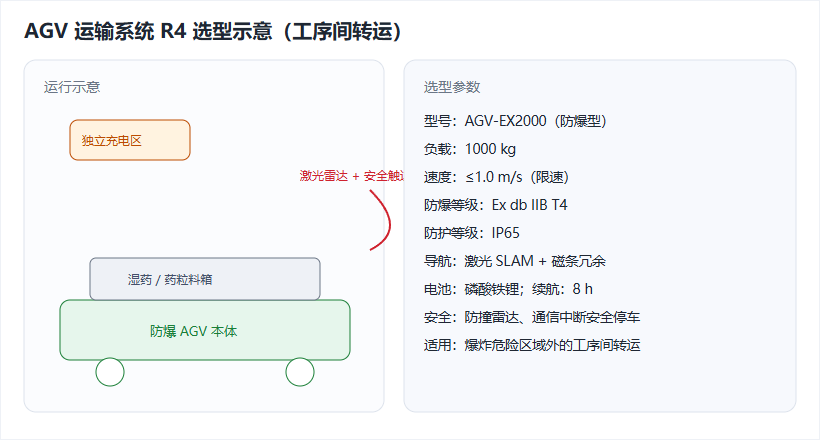 AGV 运输系统 R4 选型示意（工序间转运）
运行示意
独立充电区
激光雷达 + 安全触
湿药 / 药粒料箱
防爆 AGV 本体
选型参数
型号：AGV-EX2000（防爆型）
负载：1000 kg
速度：≤1.0 m/s（限速）
防爆等级：Ex db IIB T4
防护等级：IP65
导航：激光 SLAM + 磁条冗余
电池：磷酸铁锂；续航：8 h
安全：防撞雷达、通信中断安全停车
适用：爆炸危险区域外的工序间转运